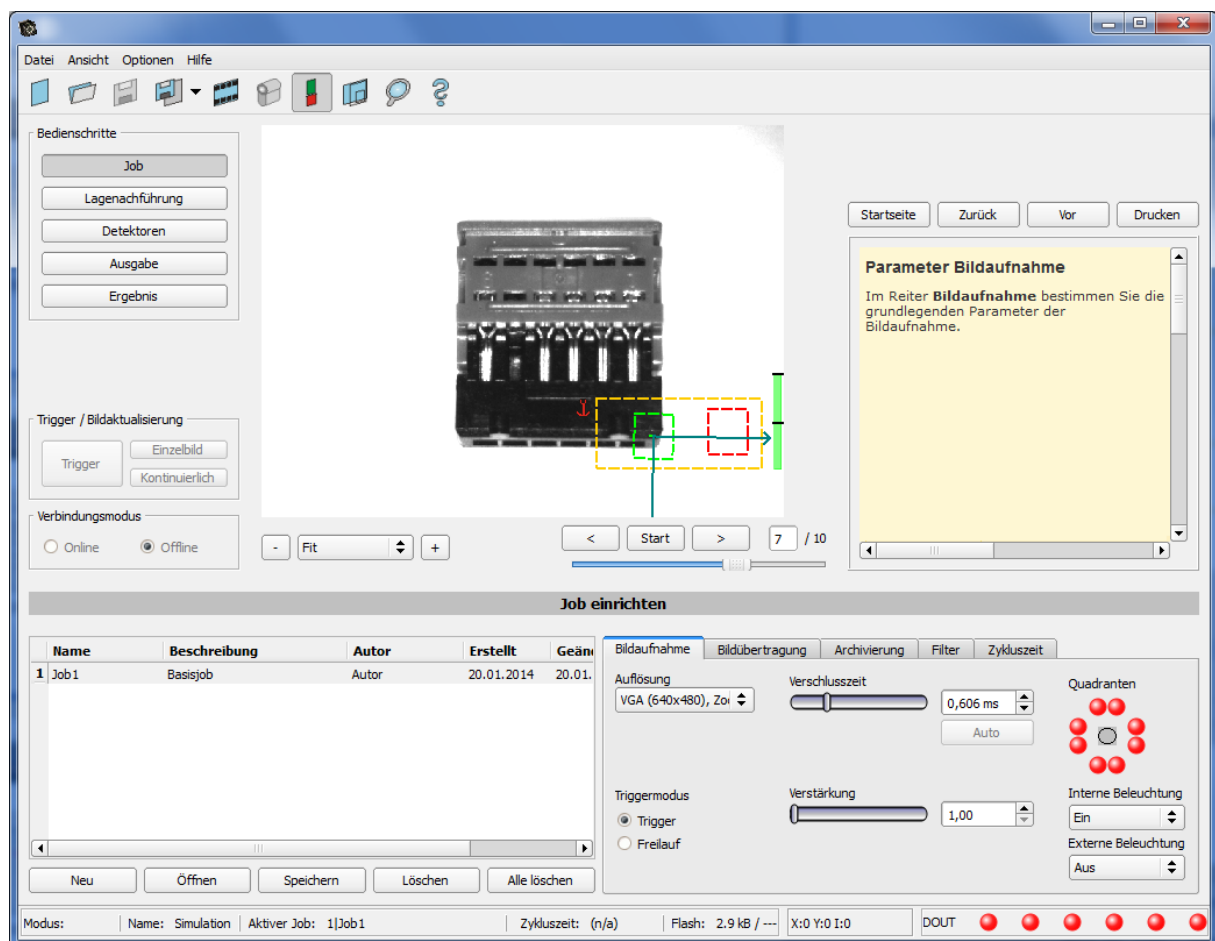 Datei Ansicht Optionen Hilfe
Bedienschritte
Job
Lagenachführung
Detektoren
Ausgabe
Ergebnis
Trigger / Bildaktualisierung
Trigger
Einzelbild
Kontinuierlich
Verbindungsmodus
Online Offline
- Fit +
< Start > 7 / 10
Startseite Zurück Vor Drucken
Parameter Bildaufnahme
Im Reiter Bildaufnahme bestimmen Sie die
grundlegenden Parameter der
Bildaufnahme.
Job einrichten
Name Beschreibung Autor Erstellt Geän
1 Job1 Basisjob Autor 20.01.2014 20.01.
Neu Öffnen Speichern Löschen Alle löschen
Bildaufnahme Bildübertragung Archivierung Filter Zykluszeit
Auflösung
VGA (640x480), Zo
Verschlusszeit
0,606 ms
Auto
Quadranten
Triggermodus
Trigger
Freilauf
Verstärkung
1,00
Interne Beleuchtung
Ein
Externe Beleuchtung
Aus
Modus: Name: Simulation Aktiver Job: 1|Job1 Zykluszeit: (n/a) Flash: 2.9 kB / --- X:0 Y:0 I:0 DOUT